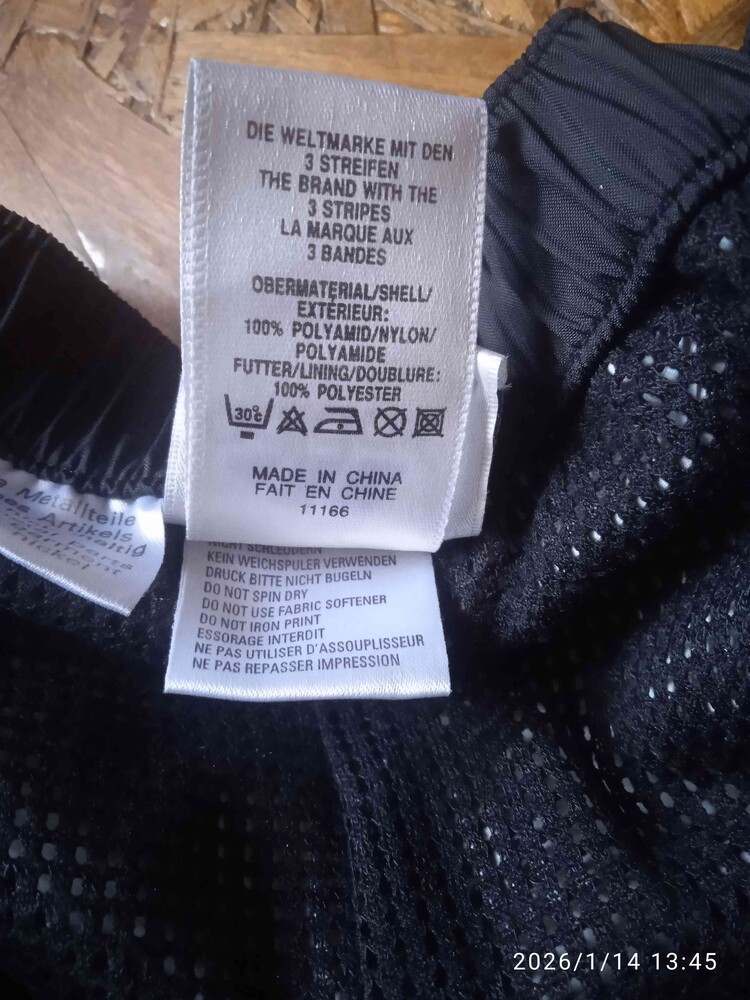 DIE WELTMARKE MIT DEN
3 STREIFEN
THE BRAND WITH THE
3 STRIPES
LA MARQUE AUX
3 BANDES
OBERMATERIAL/SHELL/
EXTÉRIEUR:
100% POLYAMID/NYLON/
POLYAMIDE
FUTTER/LINING/DOUBLURE:
100% POLYESTER
30°C
MADE IN CHINA
FAIT EN CHINE
11166
NICHT SCHLEUDERN
KEIN WEICHSPULER VERWENDEN
DRUCK BITTE NICHT BUGELN
DO NOT SPIN DRY
DO NOT USE FABRIC SOFTENER
DO NOT IRON PRINT
ESSORAGE INTERDIT
NE PAS UTILISER D'ASSOUPLISSEUR
NE PAS REPASSER IMPRESSION
Metallteile
Artikels
2026/1/14 13:45